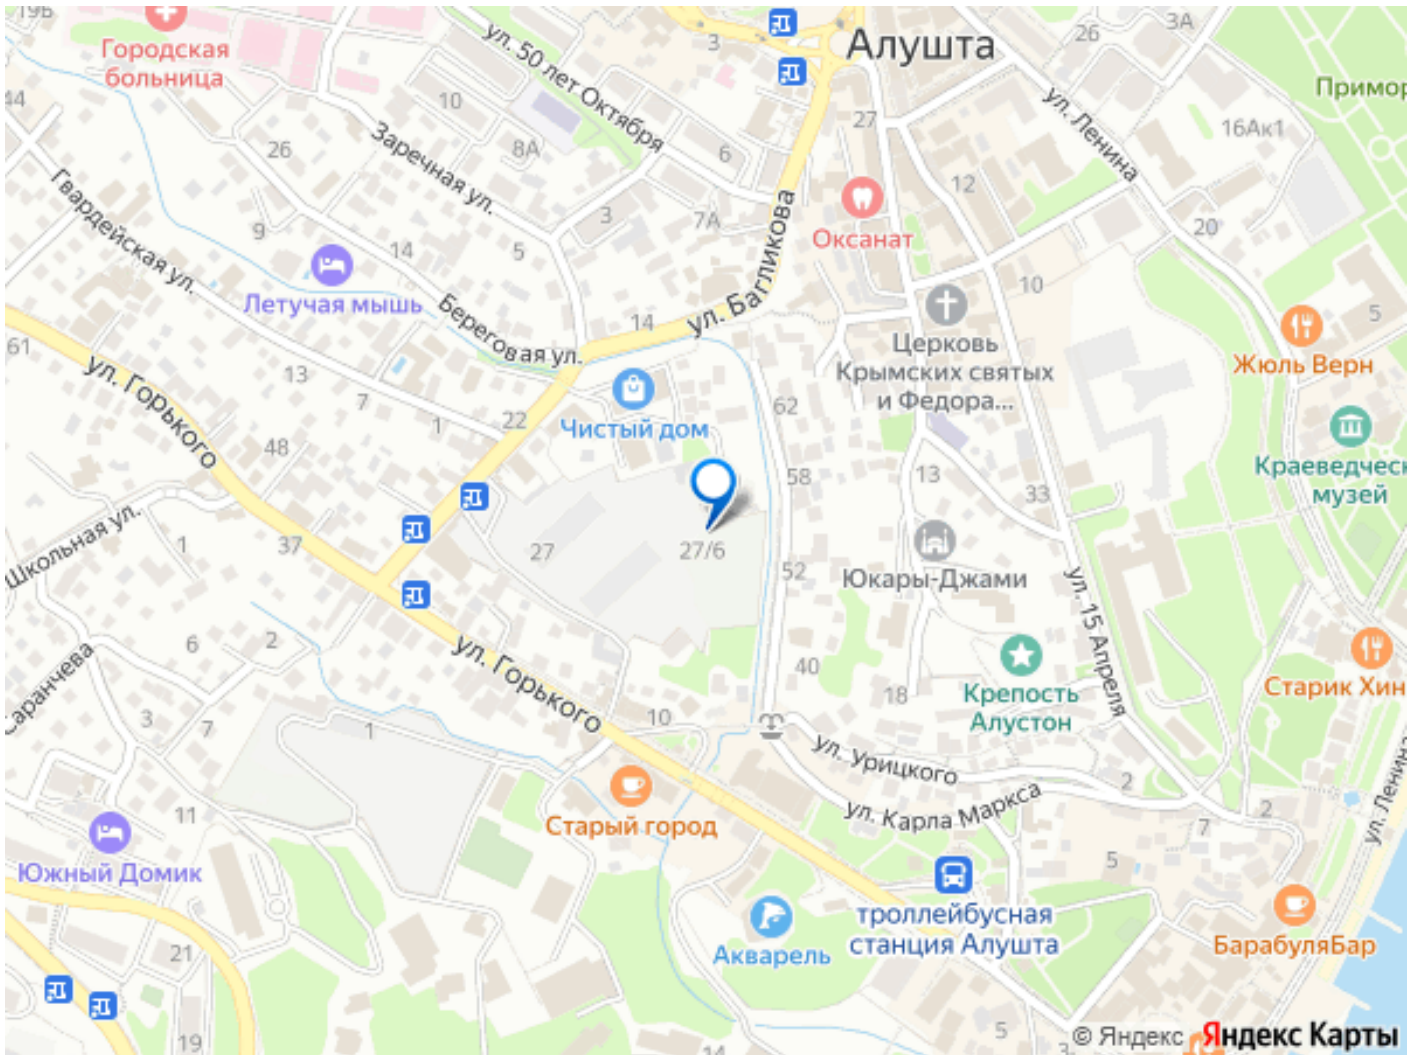 19Б
Городская
больница
3
Алушта
26
3А
Примор
ул. 50 лет Октября
10
44
27
ул. Ленина
16Ак1
Заречная ул.
26
8А
6
12
Гвардейская ул.
9
14
5
3
7А
Оксанат
20
ул. Багликова
10
Летучая мышь
Береговая ул.
14
5
61
Церковь
Крымских святых
и Федора...
Жюль Верн
ул. Горького
13
7
1
22
Чистый дом
62
48
58
13
33
Краеведческ
музей
Школьная ул.
1
37
27
27/6
52
Юкары-Джами
ул. 15 Апреля
6
2
ул. Горького
40
18
Крепость
Алустон
Старик Хин
Саранчева
3
7
1
10
ул. Урицкого
2
ул. Карла Маркса
2
7
ул. Ленина
11
Старый город
5
Южный Домик
троллейбусная
станция Алушта
Акварель
БарабуляБар
21
19
14
5
© Яндекс Яндекс Карты